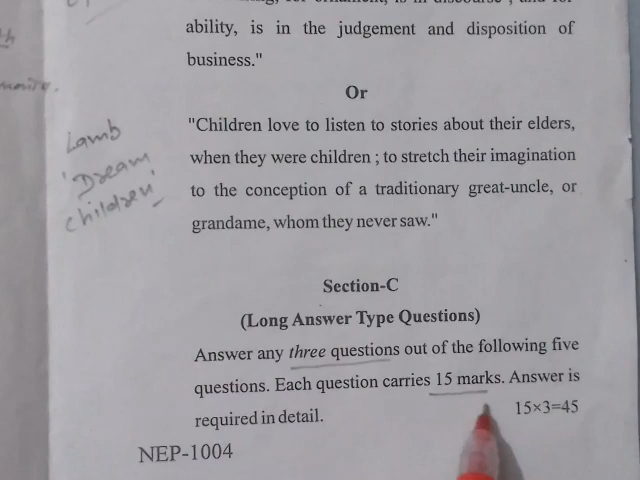 ability, is in the judgement and disposition of
business."
Or
"Children love to listen to stories about their elders,
when they were children ; to stretch their imagination
to the conception of a traditionary great-uncle, or
grandame, whom they never saw."
Lamb
'Dream
children'
Section-C
(Long Answer Type Questions)
Answer any three questions out of the following five
questions. Each question carries 15 marks. Answer is
required in detail.
15×3=45
NEP-1004